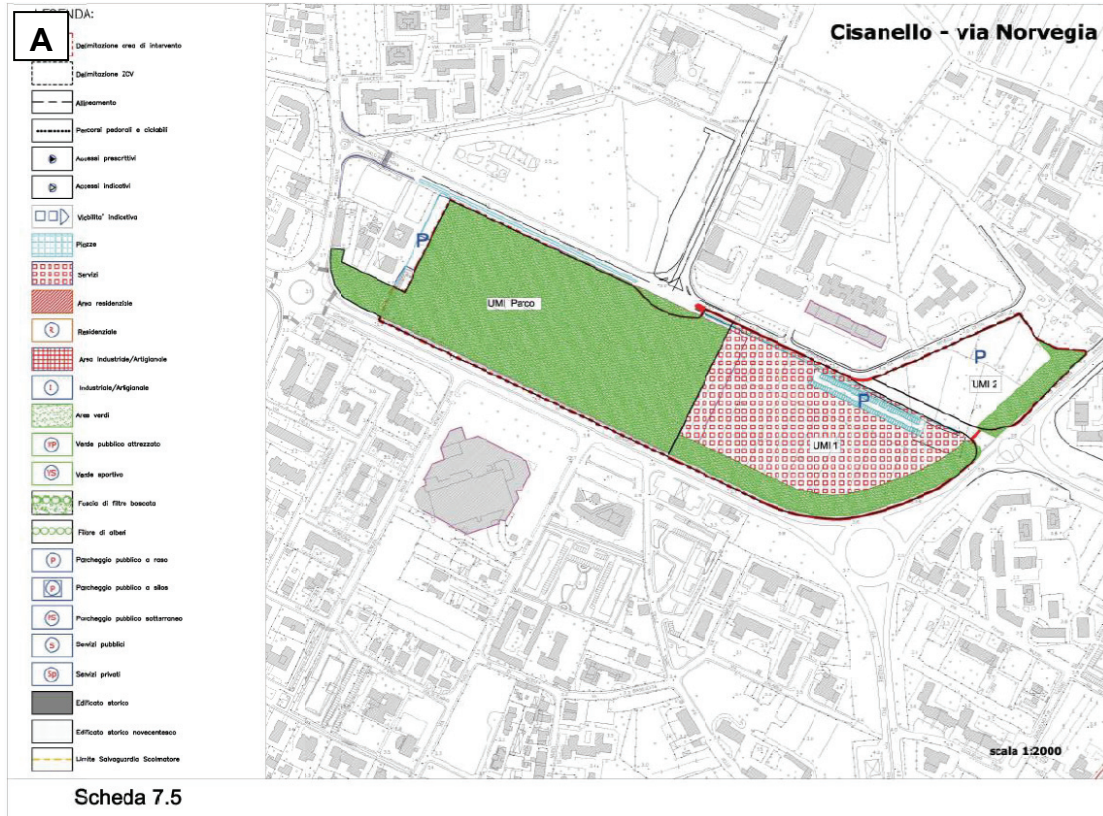 LEGENDA:
A
Delimitazione area di intervento
Delimitazione ZCV
Allineamento
Percorsi pedonali e ciclabili
Accessi prescrittivi
Accessi indicativi
Viabilita' indicativa
Piazze
Servizi
Area residenziale
R
Residenziale
Area Industriale/Artigianale
I
Industriale/Artigianale
Aree verdi
Verde pubblico attrezzato
VS
Verde sportivo
Fascia di filtro boscata
Filare di alberi
P
Parcheggio pubblico a raso
P
Parcheggio pubblico a silos
Parcheggio pubblico sotterraneo
S
Servizi pubblici
Sp
Servizi privati
Edificato storico
Edificato storico novecentesco
Limite Salvaguardia Scolmatore
Cisanello - via Norvegia
P
UMI Parco
P
UMI 2
P
UMI 1
scala 1:2000
Scheda 7.5